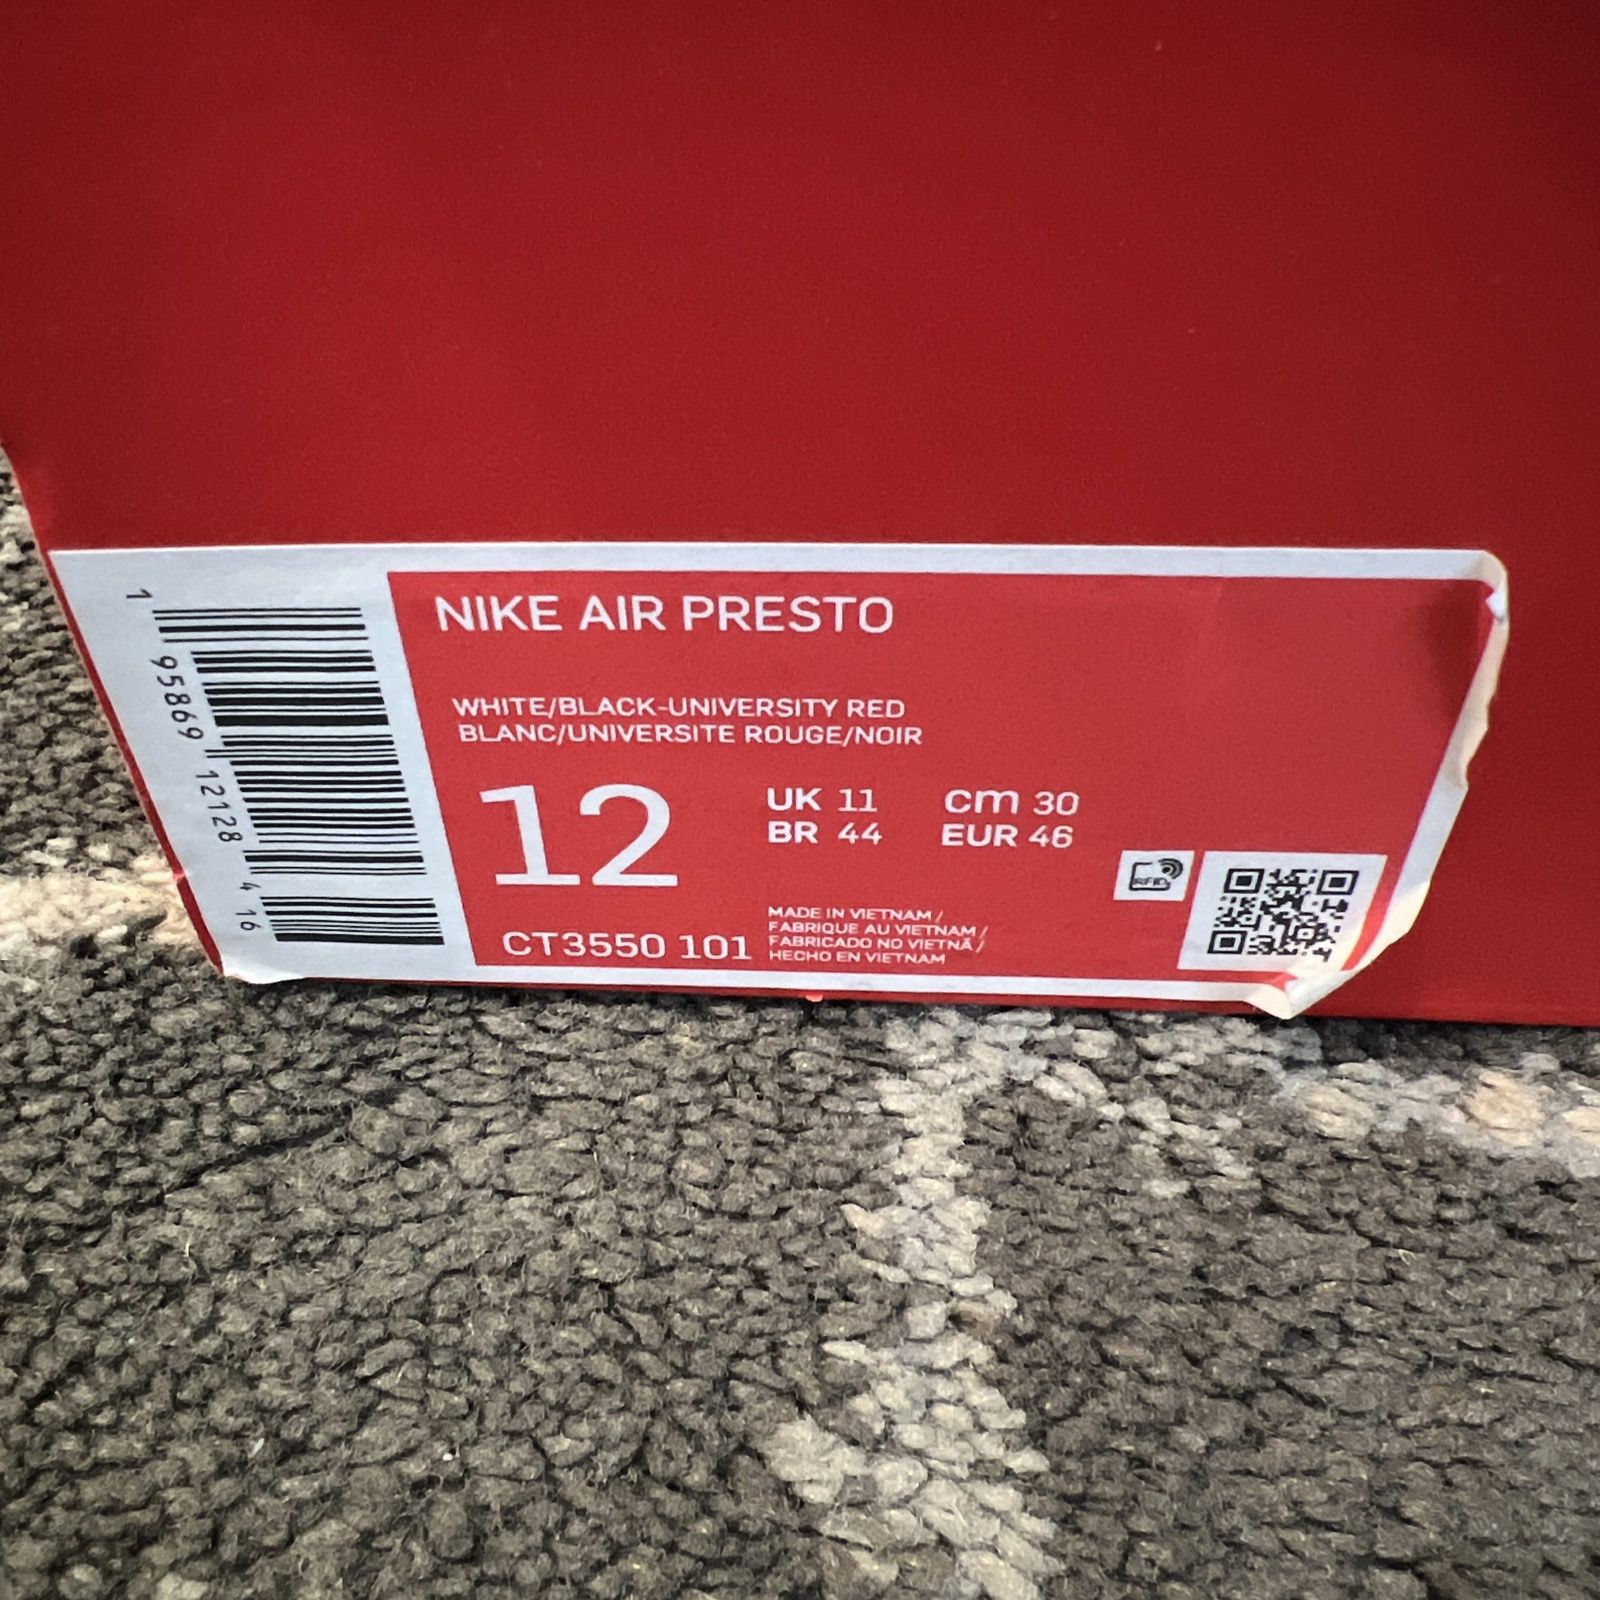 NIKE AIR PRESTO
WHITE/BLACK-UNIVERSITY RED
BLANC/UNIVERSITE ROUGE/NOIR
12
UK 11
cm 30
BR 44
EUR 46
CT3550 101
MADE IN VIETNAM /
FABRIQUE AU VIETNAM /
FABRICADO NO VIETNÃ /
HECHO EN VIETNAM
RFID
1 95869 12128 4 16